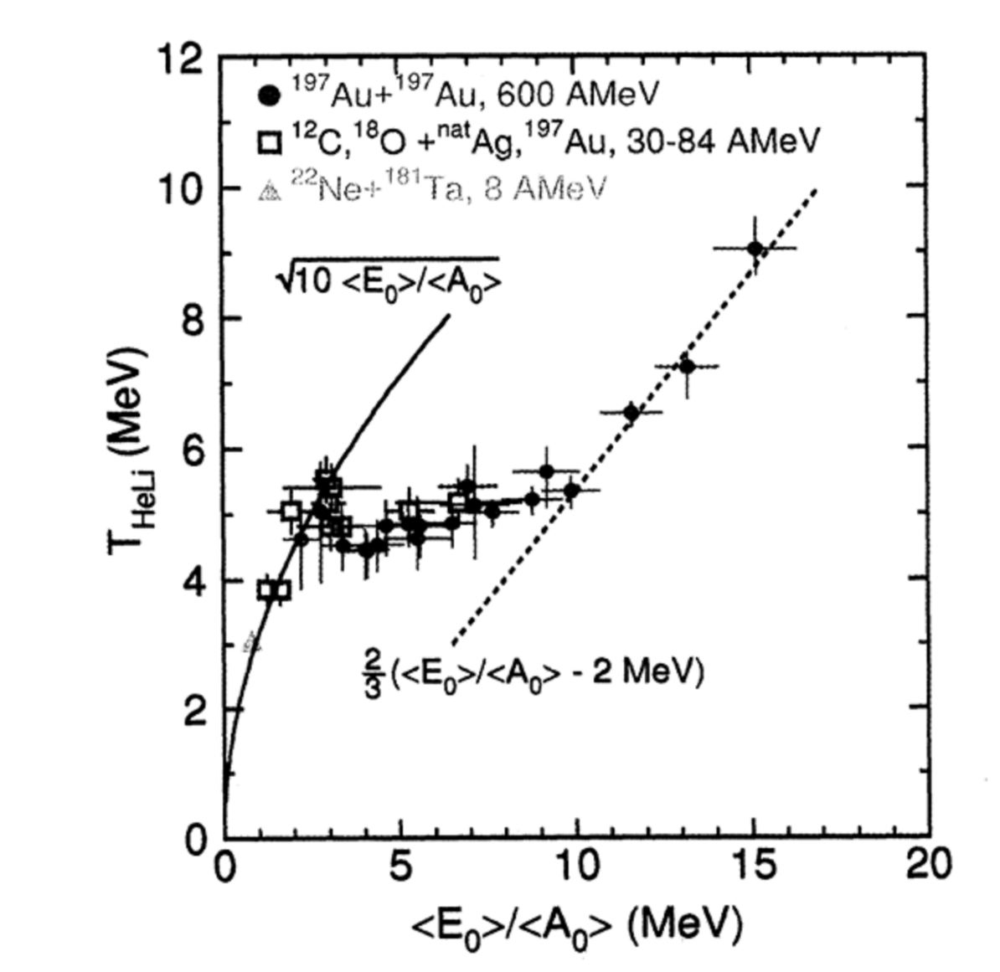 12
● ¹⁹⁷Au+¹⁹⁷Au, 600 AMeV
□ ¹²C,¹⁸O +ⁿᵃᵗAg,¹⁹⁷Au, 30-84 AMeV
▲ ²²Ne+¹⁸¹Ta, 8 AMeV
10
√10 <E₀>/<A₀>
8
T_HeLi (MeV)
6
4
2/3 (<E₀>/<A₀> - 2 MeV)
2
0
0 5 10 15 20
<E₀>/<A₀> (MeV)